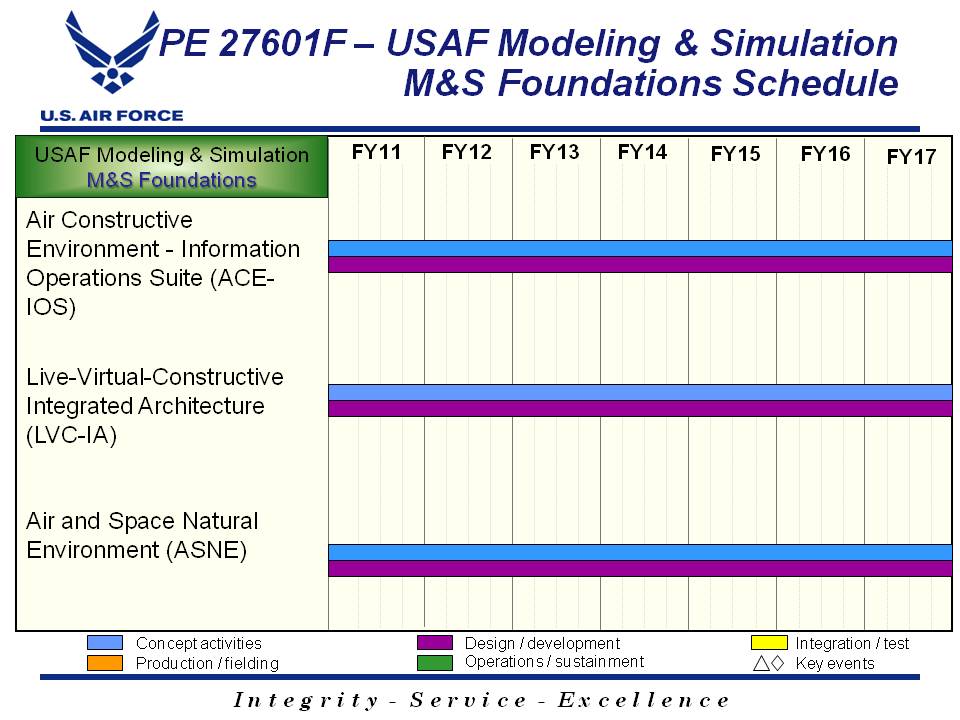 PE 27601F – USAF Modeling & Simulation
M&S Foundations Schedule
U.S. AIR FORCE
USAF Modeling & Simulation
M&S Foundations
FY11 FY12 FY13 FY14 FY15 FY16 FY17
Air Constructive
Environment - Information
Operations Suite (ACE-
IOS)
Live-Virtual-Constructive
Integrated Architecture
(LVC-IA)
Air and Space Natural
Environment (ASNE)
Concept activities Design / development Integration / test
Production / fielding Operations / sustainment Key events
Integrity - Service - Excellence